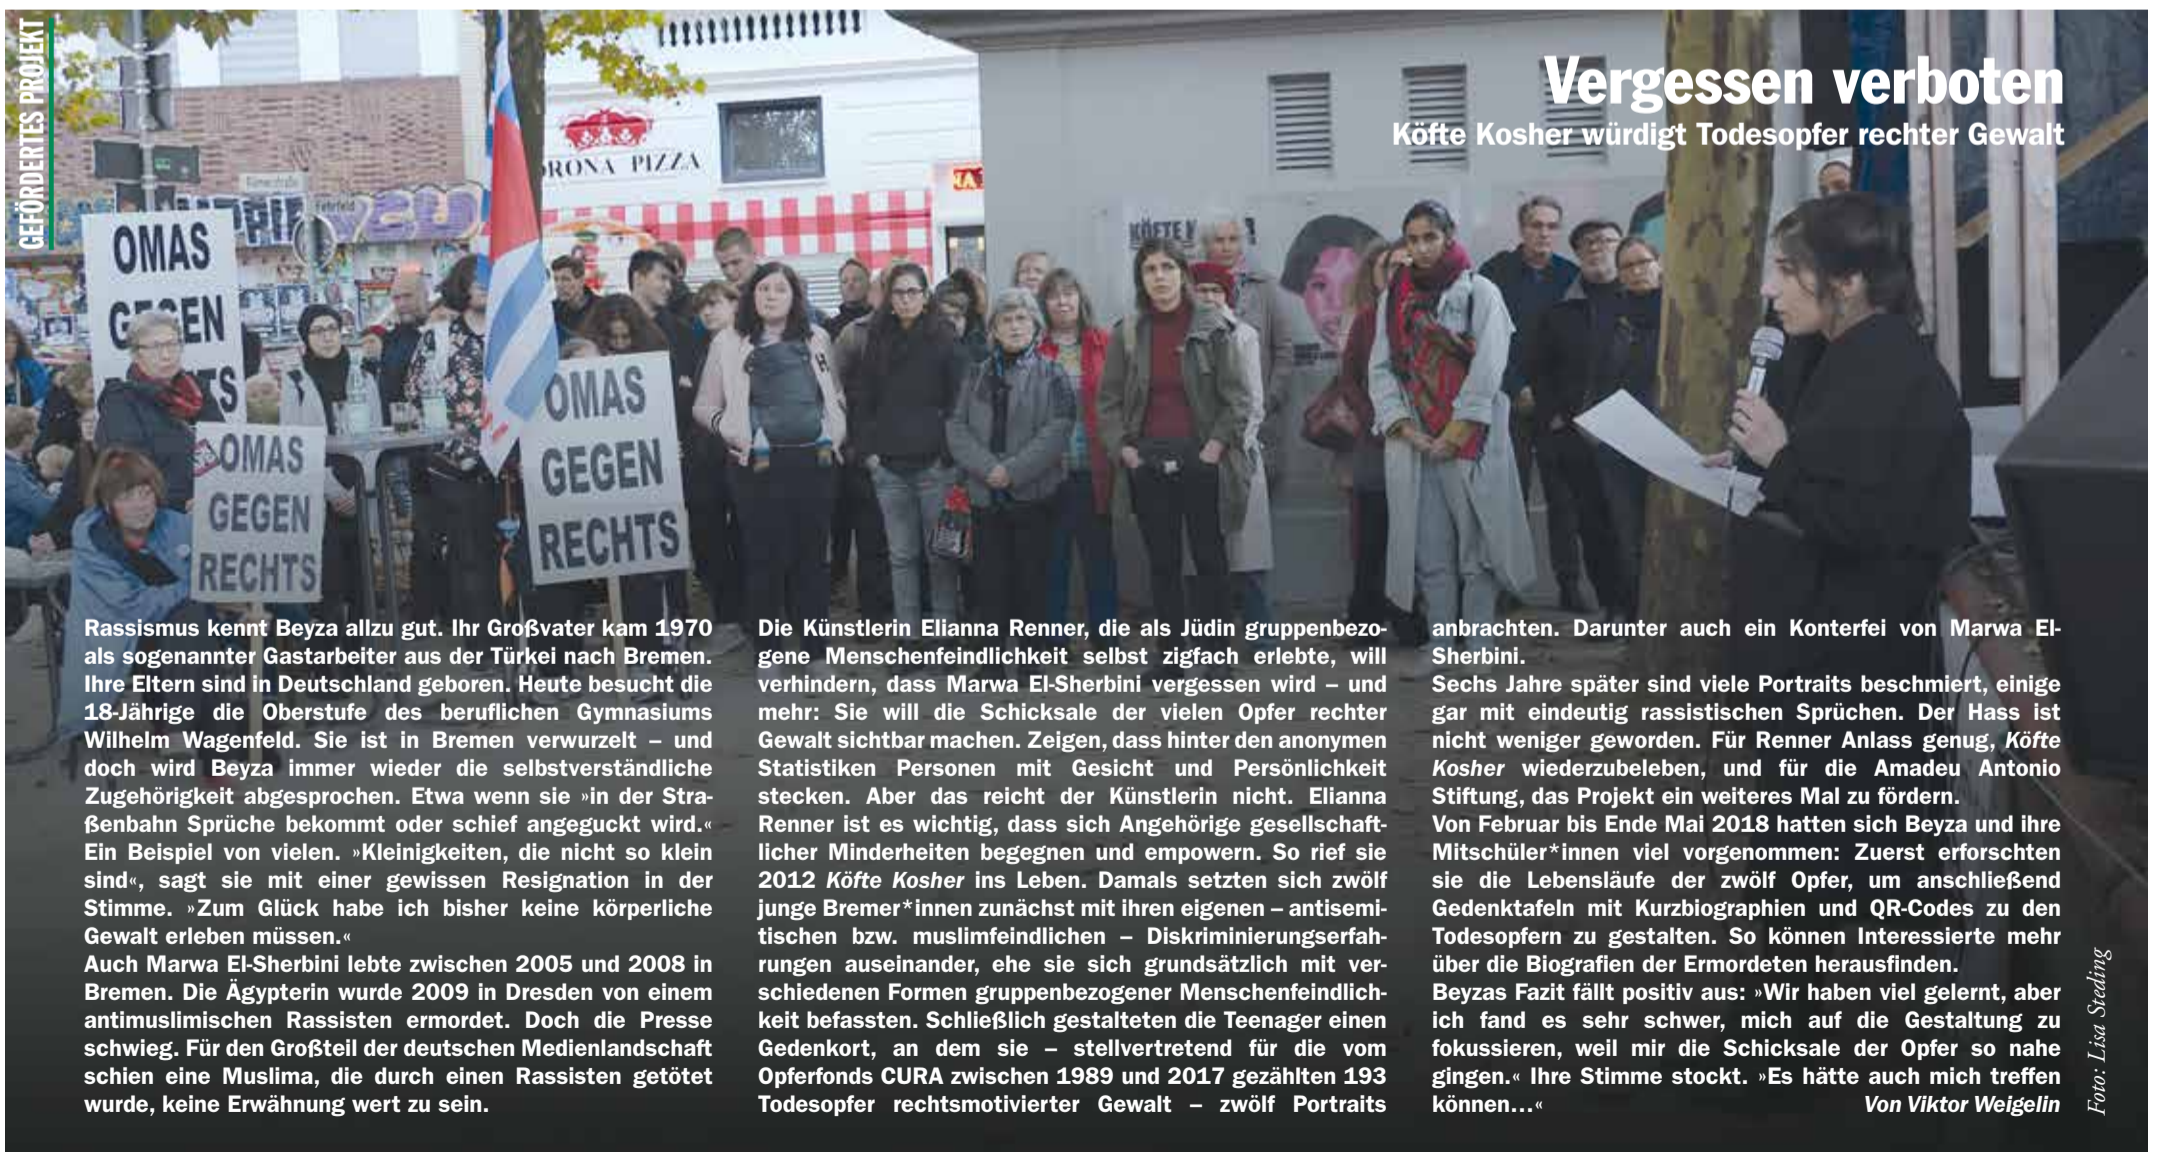 GEFÖRDERTES PROJEKT
Vergessen verboten
Köfte Kosher würdigt Todesopfer rechter Gewalt
RONA PIZZA
Fehrfeld
KÖFTE K
OMAS
GEGEN
RECHTS
OMAS
GEGEN
RECHTS
OMAS
GEGEN
RECHTS
Rassismus kennt Beyza allzu gut. Ihr Großvater kam 1970
als sogenannter Gastarbeiter aus der Türkei nach Bremen.
Ihre Eltern sind in Deutschland geboren. Heute besucht die
18-Jährige die Oberstufe des beruflichen Gymnasiums
Wilhelm Wagenfeld. Sie ist in Bremen verwurzelt – und
doch wird Beyza immer wieder die selbstverständliche
Zugehörigkeit abgesprochen. Etwa wenn sie »in der Stra-
ßenbahn Sprüche bekommt oder schief angeguckt wird.«
Ein Beispiel von vielen. »Kleinigkeiten, die nicht so klein
sind«, sagt sie mit einer gewissen Resignation in der
Stimme. »Zum Glück habe ich bisher keine körperliche
Gewalt erleben müssen.«
Auch Marwa El-Sherbini lebte zwischen 2005 und 2008 in
Bremen. Die Ägypterin wurde 2009 in Dresden von einem
antimuslimischen Rassisten ermordet. Doch die Presse
schwieg. Für den Großteil der deutschen Medienlandschaft
schien eine Muslima, die durch einen Rassisten getötet
wurde, keine Erwähnung wert zu sein.
Die Künstlerin Elianna Renner, die als Jüdin gruppenbezo-
gene Menschenfeindlichkeit selbst zigfach erlebte, will
verhindern, dass Marwa El-Sherbini vergessen wird – und
mehr: Sie will die Schicksale der vielen Opfer rechter
Gewalt sichtbar machen. Zeigen, dass hinter den anonymen
Statistiken Personen mit Gesicht und Persönlichkeit
stecken. Aber das reicht der Künstlerin nicht. Elianna
Renner ist es wichtig, dass sich Angehörige gesellschaft-
licher Minderheiten begegnen und empowern. So rief sie
2012 Köfte Kosher ins Leben. Damals setzten sich zwölf
junge Bremer*innen zunächst mit ihren eigenen – antisemi-
tischen bzw. muslimfeindlichen – Diskriminierungserfah-
rungen auseinander, ehe sie sich grundsätzlich mit ver-
schiedenen Formen gruppenbezogener Menschenfeindlich-
keit befassten. Schließlich gestalteten die Teenager einen
Gedenkort, an dem sie – stellvertretend für die vom
Opferfonds CURA zwischen 1989 und 2017 gezählten 193
Todesopfer rechtsmotivierter Gewalt – zwölf Portraits
anbrachten. Darunter auch ein Konterfei von Marwa El-
Sherbini.
Sechs Jahre später sind viele Portraits beschmiert, einige
gar mit eindeutig rassistischen Sprüchen. Der Hass ist
nicht weniger geworden. Für Renner Anlass genug, Köfte
Kosher wiederzubeleben, und für die Amadeu Antonio
Stiftung, das Projekt ein weiteres Mal zu fördern.
Von Februar bis Ende Mai 2018 hatten sich Beyza und ihre
Mitschüler*innen viel vorgenommen: Zuerst erforschten
sie die Lebensläufe der zwölf Opfer, um anschließend
Gedenktafeln mit Kurzbiographien und QR-Codes zu den
Todesopfern zu gestalten. So können Interessierte mehr
über die Biografien der Ermordeten herausfinden.
Beyzas Fazit fällt positiv aus: »Wir haben viel gelernt, aber
ich fand es sehr schwer, mich auf die Gestaltung zu
fokussieren, weil mir die Schicksale der Opfer so nahe
gingen.« Ihre Stimme stockt. »Es hätte auch mich treffen
können…«
Von Viktor Weigelin
Foto: Lisa Steding